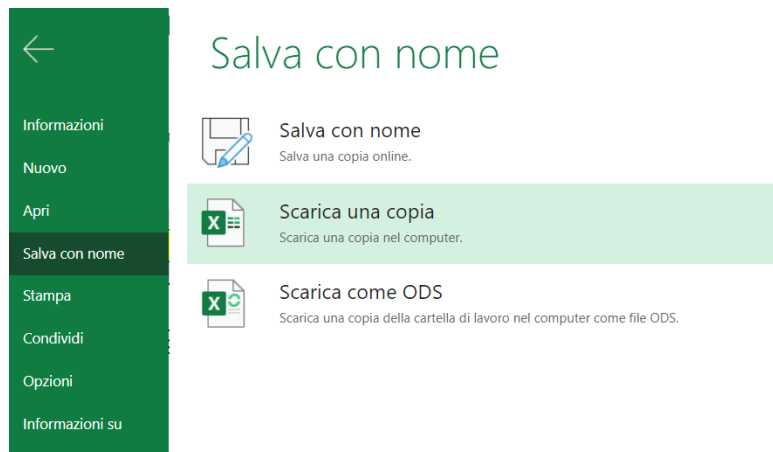 Salva con nome
Informazioni
Nuovo
Apri
Salva con nome
Stampa
Condividi
Opzioni
Informazioni su
Salva con nome
Salva una copia online.
Scarica una copia
Scarica una copia nel computer.
Scarica come ODS
Scarica una copia della cartella di lavoro nel computer come file ODS.